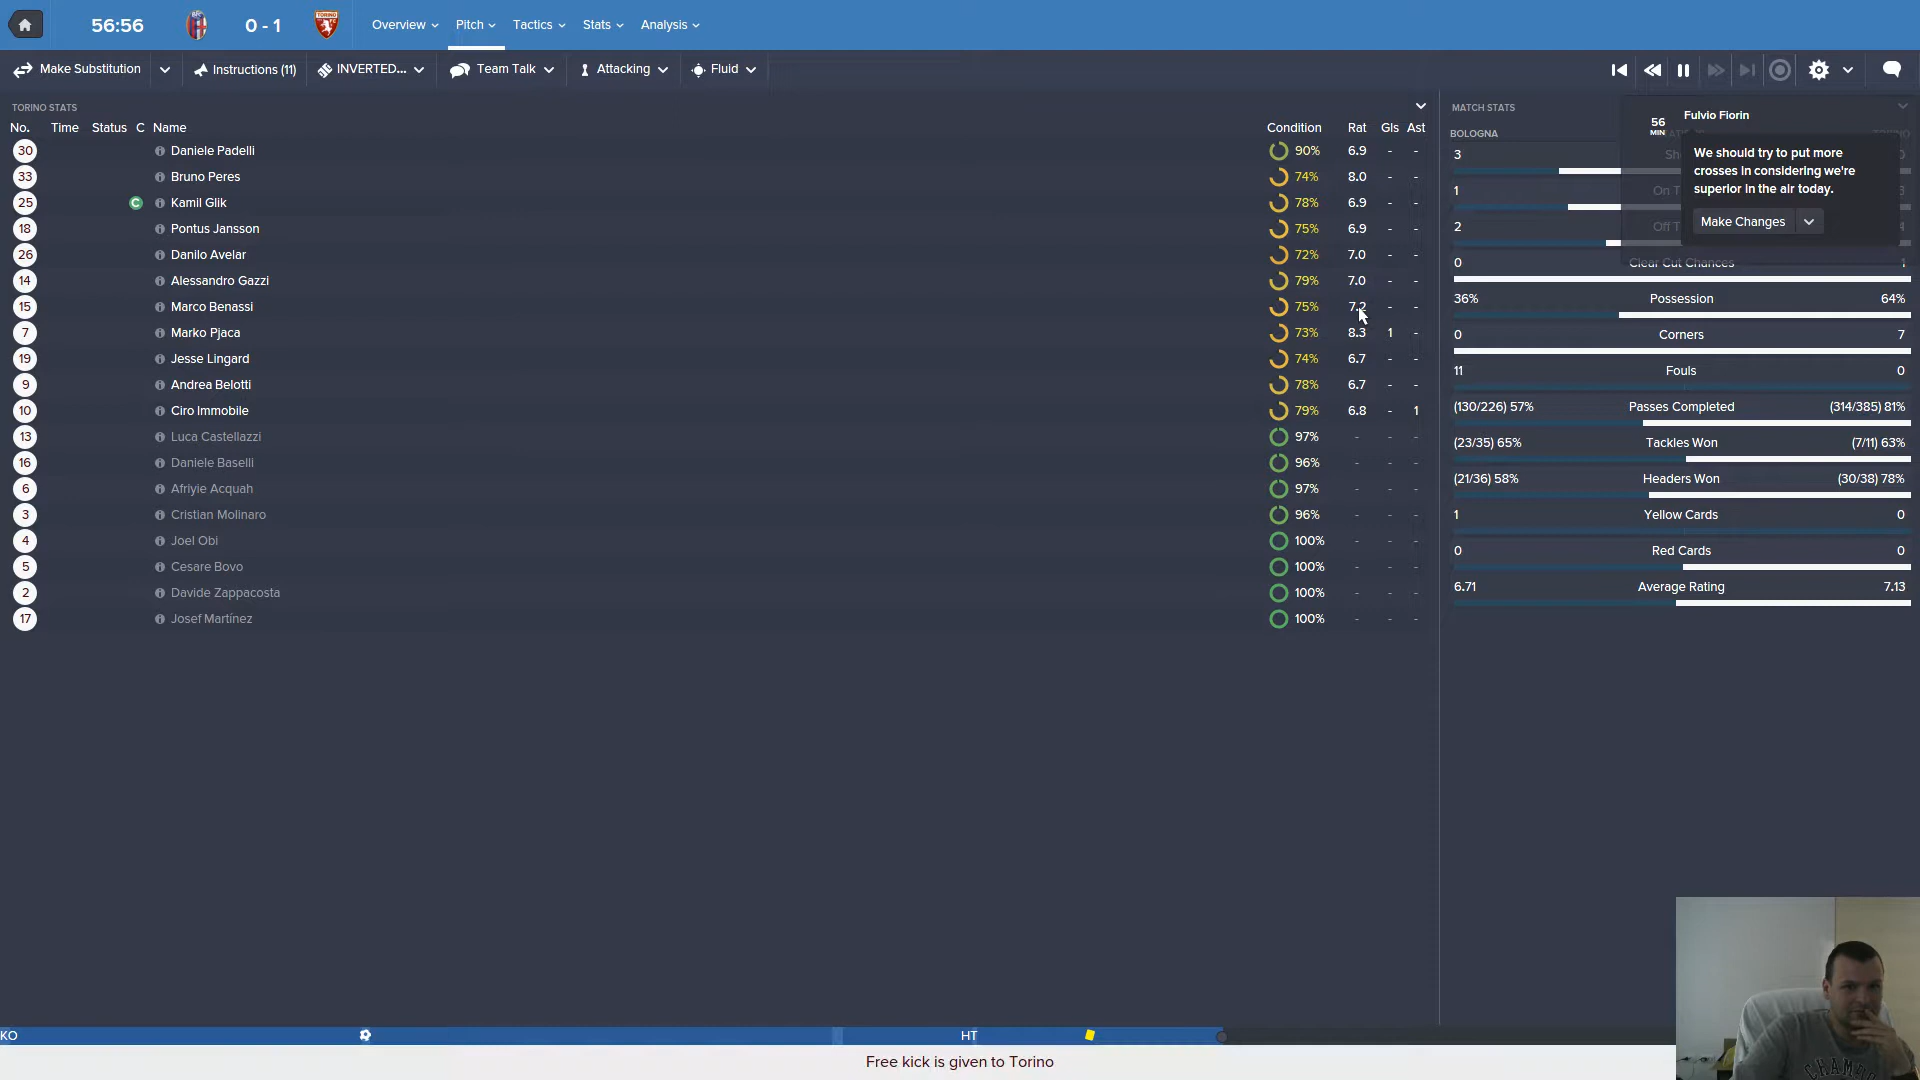 56:56 0 - 1 Overview Pitch Tactics Stats Analysis
Make Substitution Instructions (11) INVERTED... Team Talk Attacking Fluid
TORINO STATS
No. Time Status C Name Condition Rat Gls Ast
30 Daniele Padelli 90% 6.9 - -
33 Bruno Peres 74% 8.0 - -
25 C Kamil Glik 78% 6.9 - -
18 Pontus Jansson 75% 6.9 - -
26 Danilo Avelar 72% 7.0 - -
14 Alessandro Gazzi 79% 7.0 - -
15 Marco Benassi 75% 7.2 - -
7 Marko Pjaca 73% 8.3 1 -
19 Jesse Lingard 74% 6.7 - -
9 Andrea Belotti 78% 6.7 - -
10 Ciro Immobile 79% 6.8 - 1
13 Luca Castellazzi 97% - - -
16 Daniele Baselli 96% - - -
6 Afriyie Acquah 97% - - -
3 Cristian Molinaro 96% - - -
4 Joel Obi 100% - - -
5 Cesare Bovo 100% - - -
2 Davide Zappacosta 100% - - -
17 Josef Martínez 100% - - -
MATCH STATS
BOLOGNA
56
MIN
Fulvio Fiorin
We should try to put more
crosses in considering we're
superior in the air today.
Make Changes
3
1
2
0 Clear Cut Chances 1
36% Possession 64%
0 Corners 7
11 Fouls 0
(130/226) 57% Passes Completed (314/385) 81%
(23/35) 65% Tackles Won (7/11) 63%
(21/36) 58% Headers Won (30/38) 78%
1 Yellow Cards 0
0 Red Cards 0
6.71 Average Rating 7.13
KO HT
Free kick is given to Torino